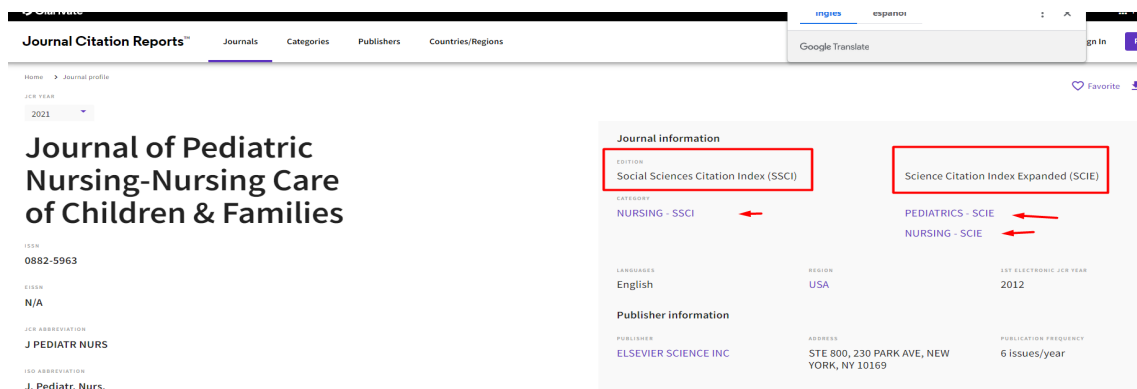 Clarivate
inglés español
Google Translate
Journal Citation Reports™ Journals Categories Publishers Countries/Regions
gn In
Home > Journal profile
Favorite
JCR YEAR
2021
Journal of Pediatric
Nursing-Nursing Care
of Children & Families
ISSN
0882-5963
EISSN
N/A
JCR ABBREVIATION
J PEDIATR NURS
ISO ABBREVIATION
J. Pediatr. Nurs.
Journal information
EDITION
Social Sciences Citation Index (SSCI) Science Citation Index Expanded (SCIE)
CATEGORY
NURSING - SSCI PEDIATRICS - SCIE
NURSING - SCIE
LANGUAGES REGION 1ST ELECTRONIC JCR YEAR
English USA 2012
Publisher information
PUBLISHER ADDRESS PUBLICATION FREQUENCY
ELSEVIER SCIENCE INC STE 800, 230 PARK AVE, NEW 6 issues/year
YORK, NY 10169